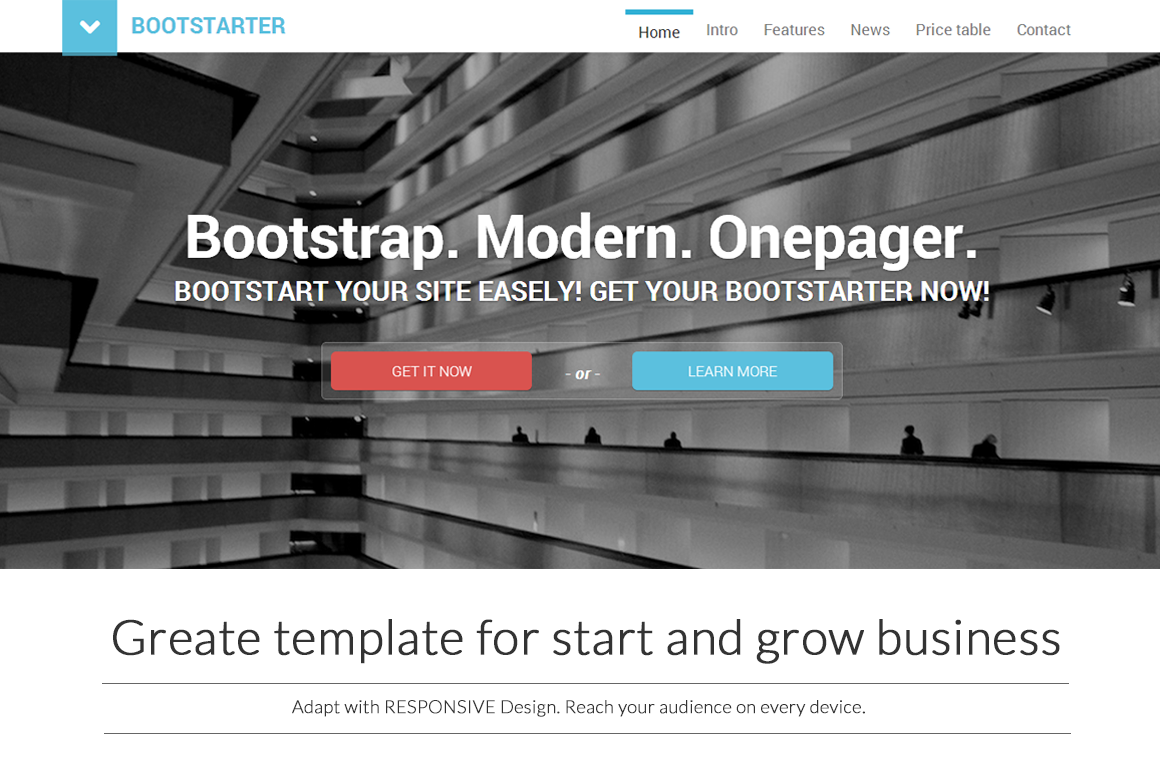 BOOTSTARTER
Home Intro Features News Price table Contact
Bootstrap. Modern. Onepager.
BOOTSTART YOUR SITE EASELY! GET YOUR BOOTSTARTER NOW!
GET IT NOW - or - LEARN MORE
Greate template for start and grow business
Adapt with RESPONSIVE Design. Reach your audience on every device.